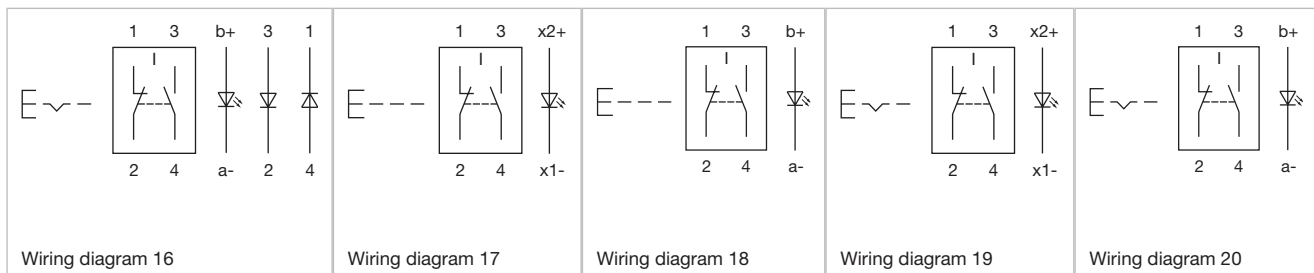 1 3 b+ 3 1
I
2 4 a- 2 4
Wiring diagram 16
1 3 x2+
I
2 4 x1-
Wiring diagram 17
1 3 b+
I
2 4 a-
Wiring diagram 18
1 3 x2+
I
2 4 x1-
Wiring diagram 19
1 3 b+
I
2 4 a-
Wiring diagram 20